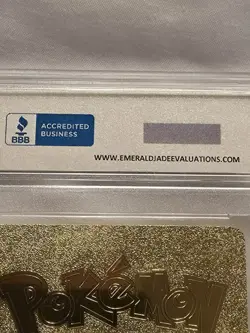 BBB
ACCREDITED
BUSINESS
WWW.EMERALDJADEEVALUATIONS.COM
POKéMON